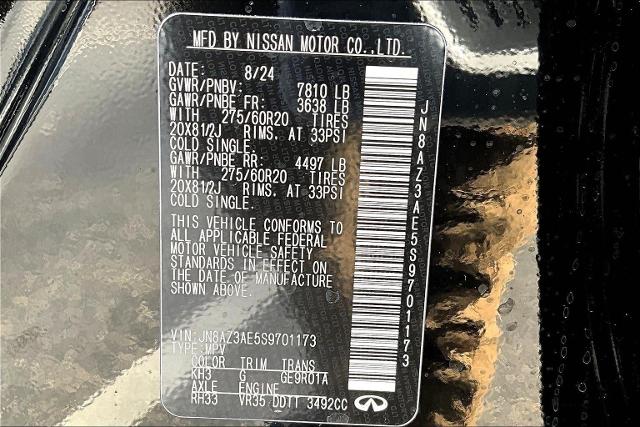 MFD BY NISSAN MOTOR CO.,LTD.
DATE: 8/24
GVWR/PNBV: 7810 LB
GAWR/PNBE FR: 3638 LB
WITH 275/60R20 TIRES
20X81/2J RIMS. AT 33PSI
COLD SINGLE.
GAWR/PNBE RR: 4497 LB
WITH 275/60R20 TIRES
20X81/2J RIMS. AT 33PSI
COLD SINGLE.
THIS VEHICLE CONFORMS TO
ALL APPLICABLE FEDERAL
MOTOR VEHICLE SAFETY
STANDARDS IN EFFECT ON
THE DATE OF MANUFACTURE
SHOWN ABOVE.
VIN:JN8AZ3AE5S9701173
TYPE:MPV
COLOR TRIM TRANS
KH3 G GE9R01A
AXLE ENGINE
RH33 VR35 DDTT 3492CC
JN8AZ3AE5S9701173